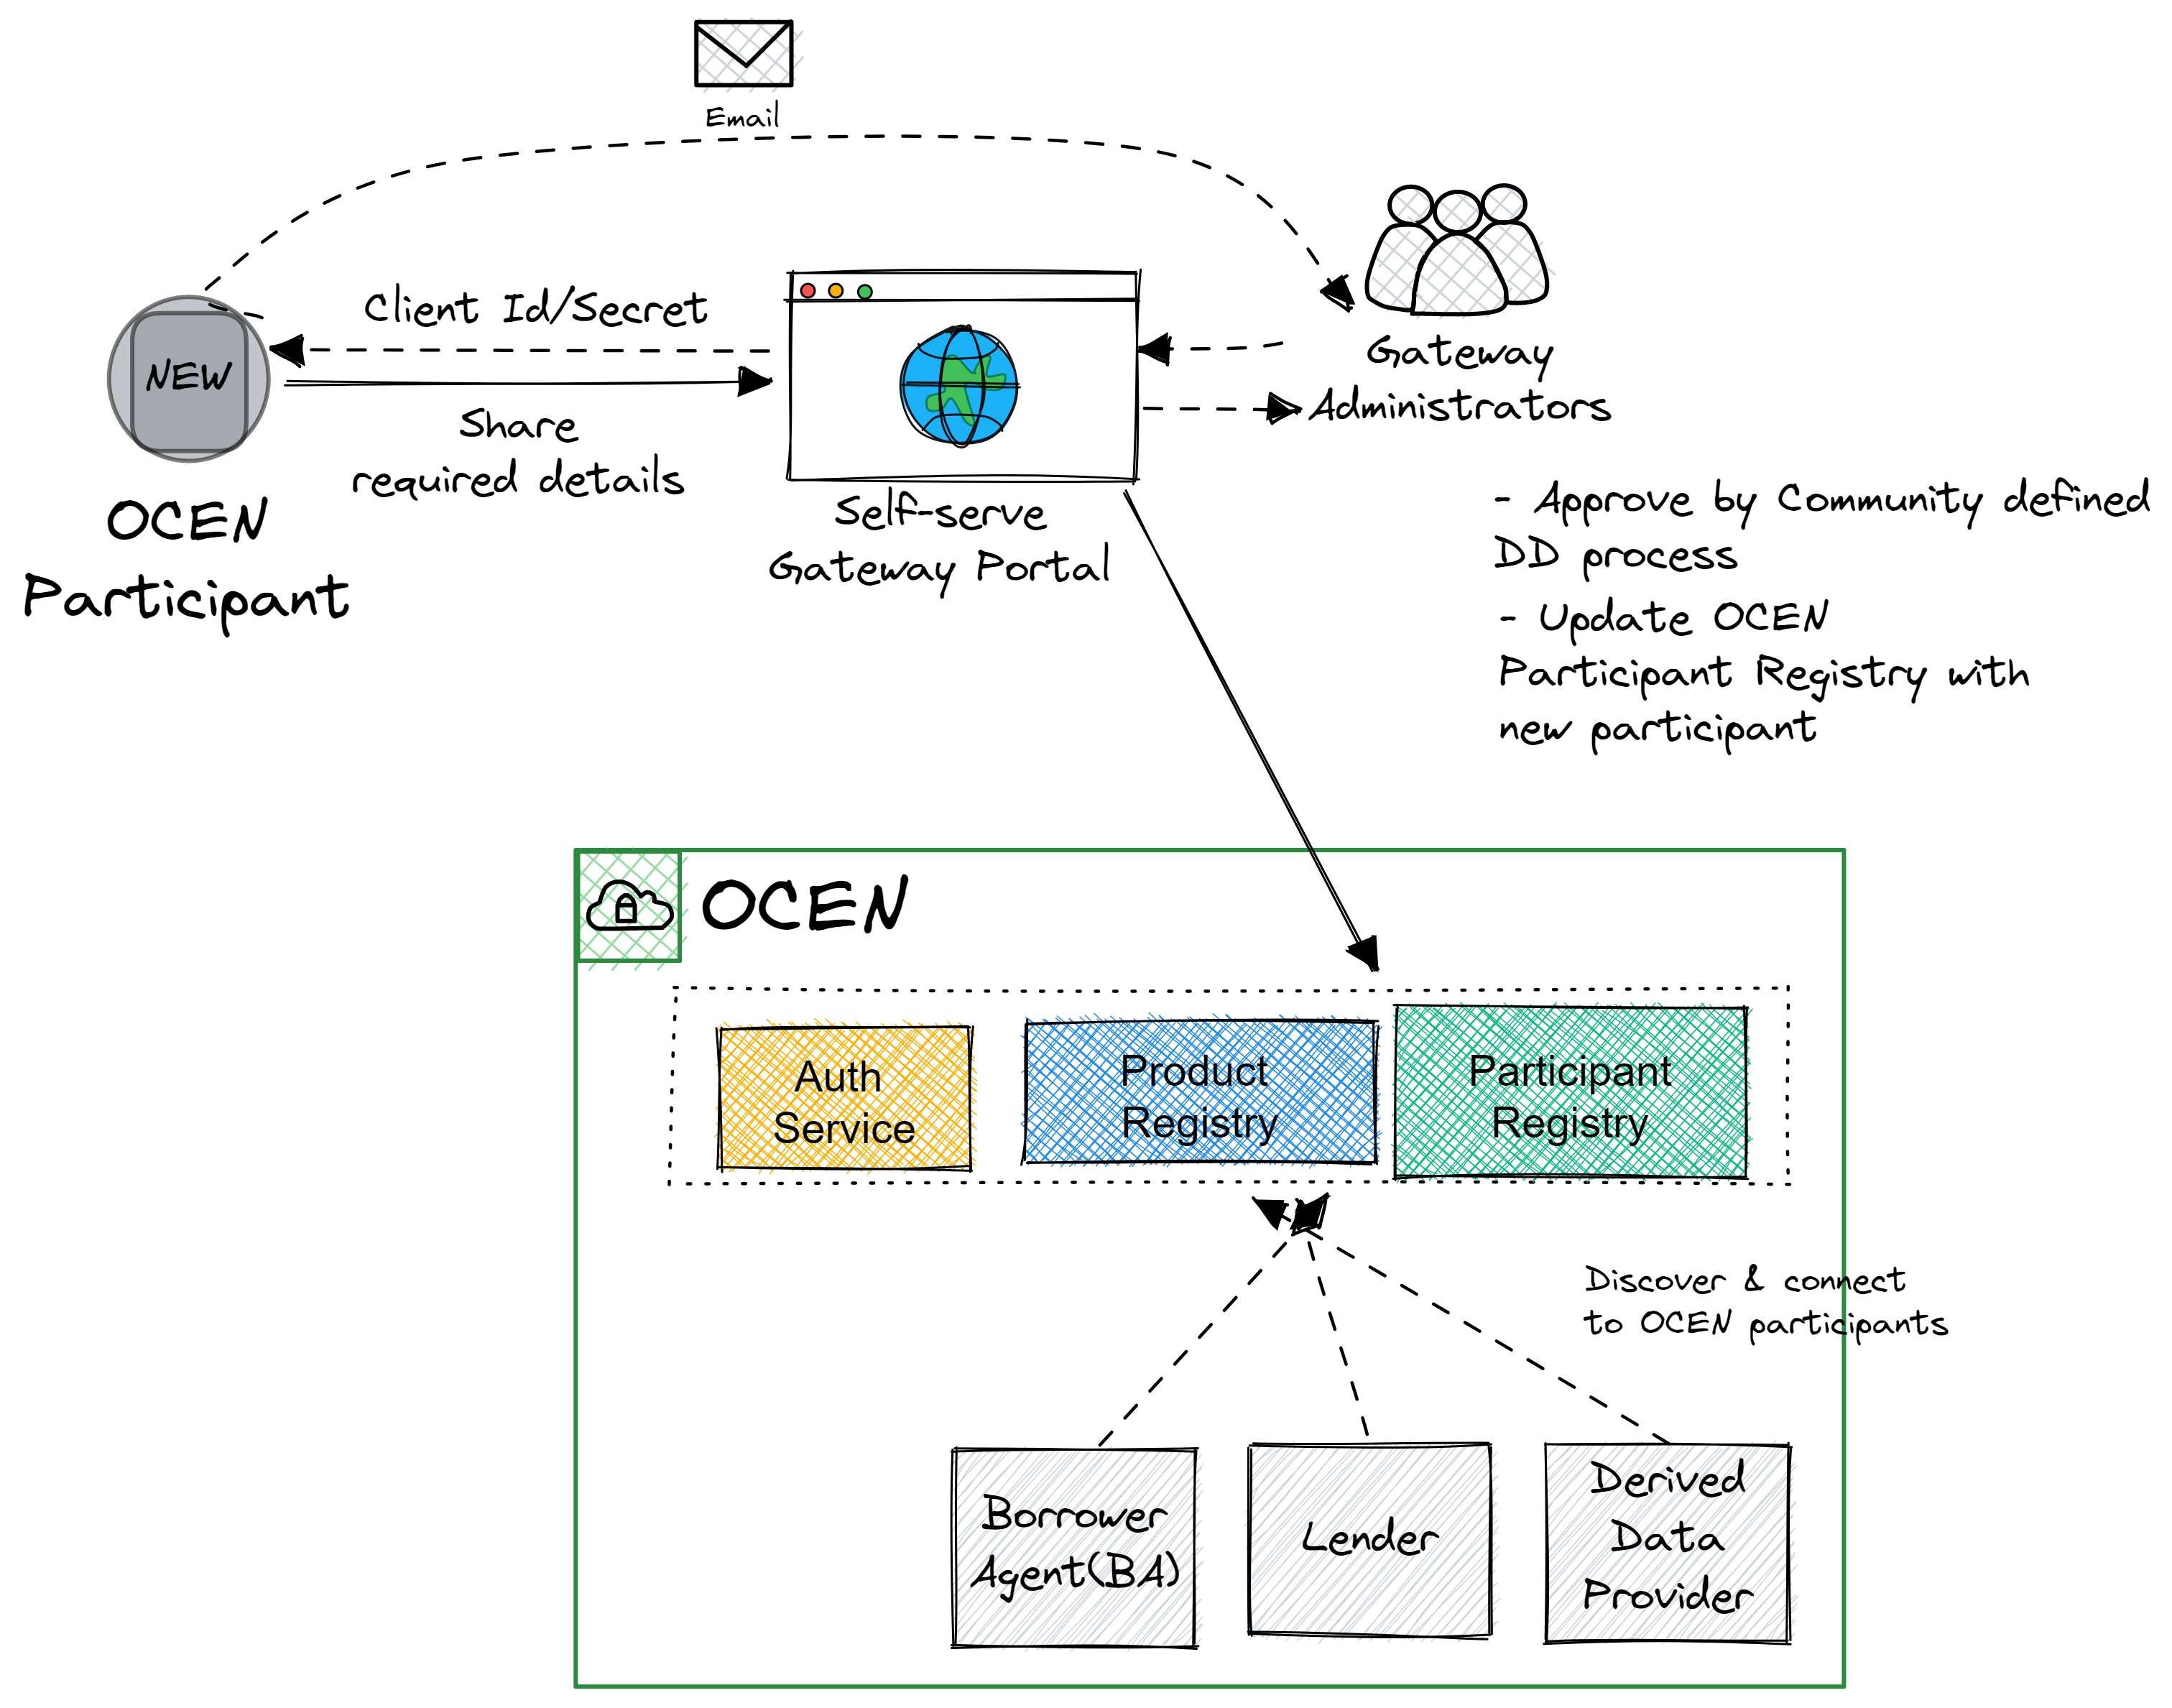 Email
Client Id/Secret
NEW
Share
required details
OCEN
Participant
Self-serve
Gateway Portal
Gateway
Administrators
- Approve by Community defined
DD process
- Update OCEN
Participant Registry with
new participant
OCEN
Auth
Service
Product
Registry
Participant
Registry
Discover & connect
to OCEN participants
Borrower
Agent(BA)
Lender
Derived
Data
Provider